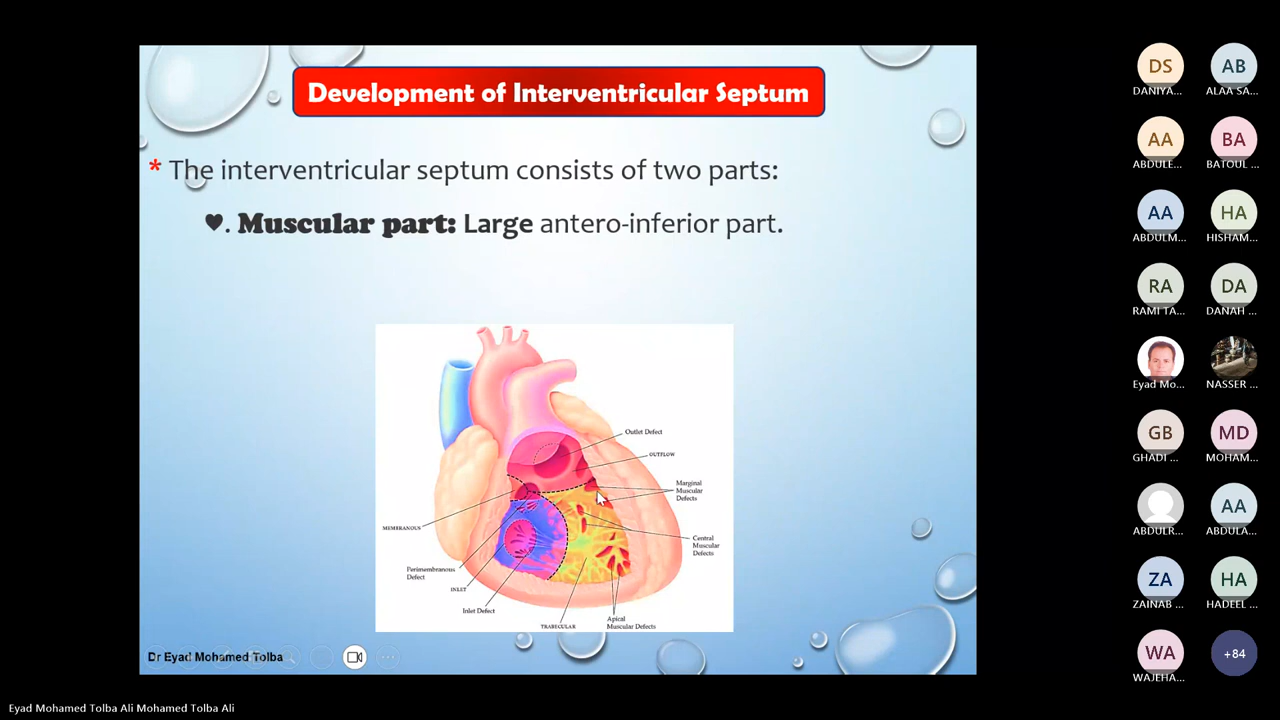 Development of Interventricular Septum
* The interventricular septum consists of two parts:
♥. Muscular part: Large antero-inferior part.
Outlet Defect
OUTFLOW
Marginal
Muscular
Defects
MEMBRANOUS
Central
Muscular
Defects
Perimembranous
Defect
INLET
Inlet Defect
TRABECULAR
Apical
Muscular Defects
Dr Eyad Mohamed Tolba
Eyad Mohamed Tolba Ali Mohamed Tolba Ali
DS
DANIYA...
AB
ALAA SA...
AA
ABDULE...
BA
BATOUL ...
AA
ABDULM...
HA
HISHAM...
RA
RAMI TA...
DA
DANAH ...
Eyad Mo...
NASSER ...
GB
GHADI ...
MD
MOHAM...
ABDULR...
AA
ABDULA...
ZA
ZAINAB ...
HA
HADEEL ...
WA
WAJEHA...
+84